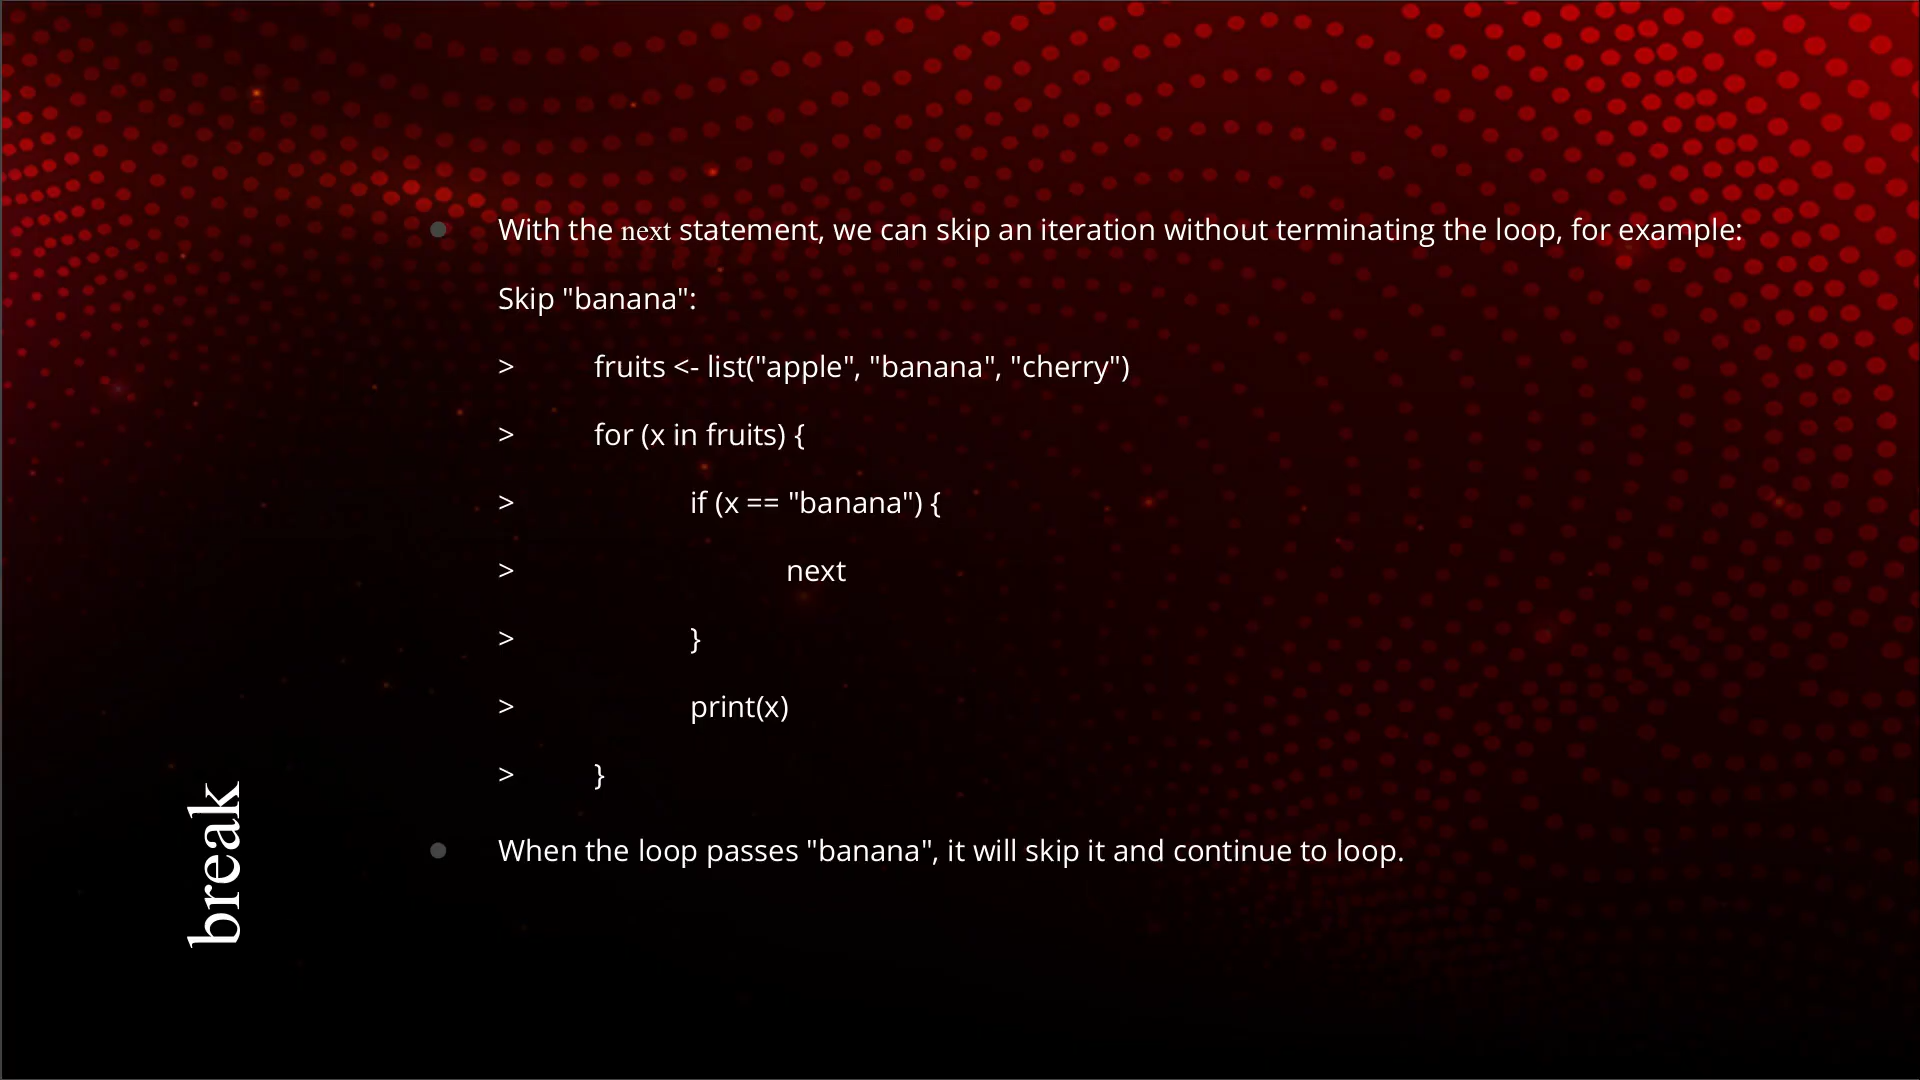 With the next statement, we can skip an iteration without terminating the loop, for example:
Skip "banana":
> fruits <- list("apple", "banana", "cherry")
> for (x in fruits) {
> if (x == "banana") {
> next
> }
> print(x)
> }
When the loop passes "banana", it will skip it and continue to loop.
break